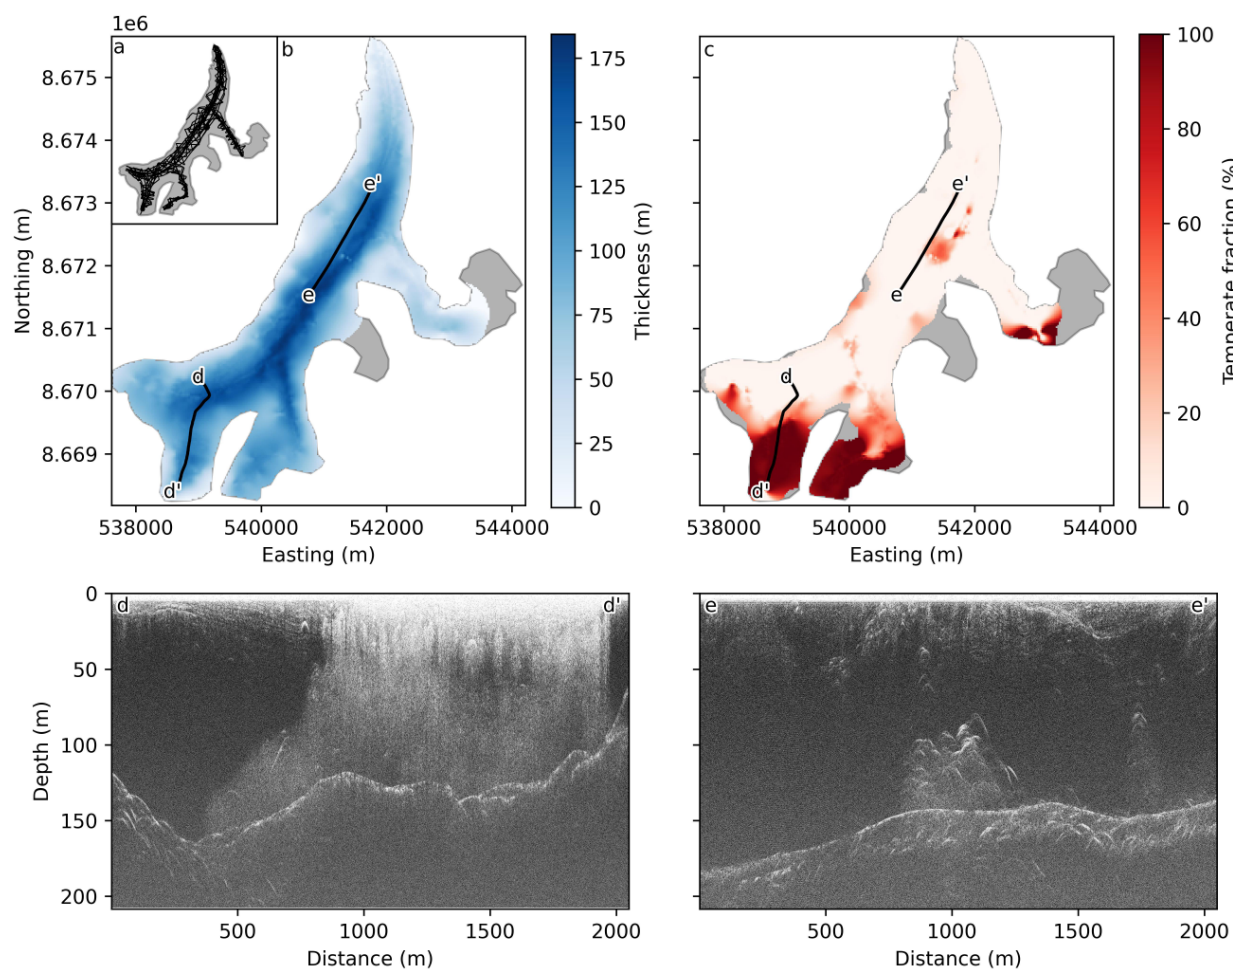 1e6
a
b
c
8.675
8.674
8.673
8.672
8.671
8.670
8.669
Northing (m)
e'
e
d
d'
538000
540000
542000
544000
Easting (m)
175
150
125
100
75
50
25
0
Thickness (m)
e'
e
d
d'
538000
540000
542000
544000
Easting (m)
100
80
60
40
20
0
Temperate fraction (%)
d
d'
0
50
100
150
200
Depth (m)
500
1000
1500
2000
Distance (m)
e
e'
500
1000
1500
2000
Distance (m)